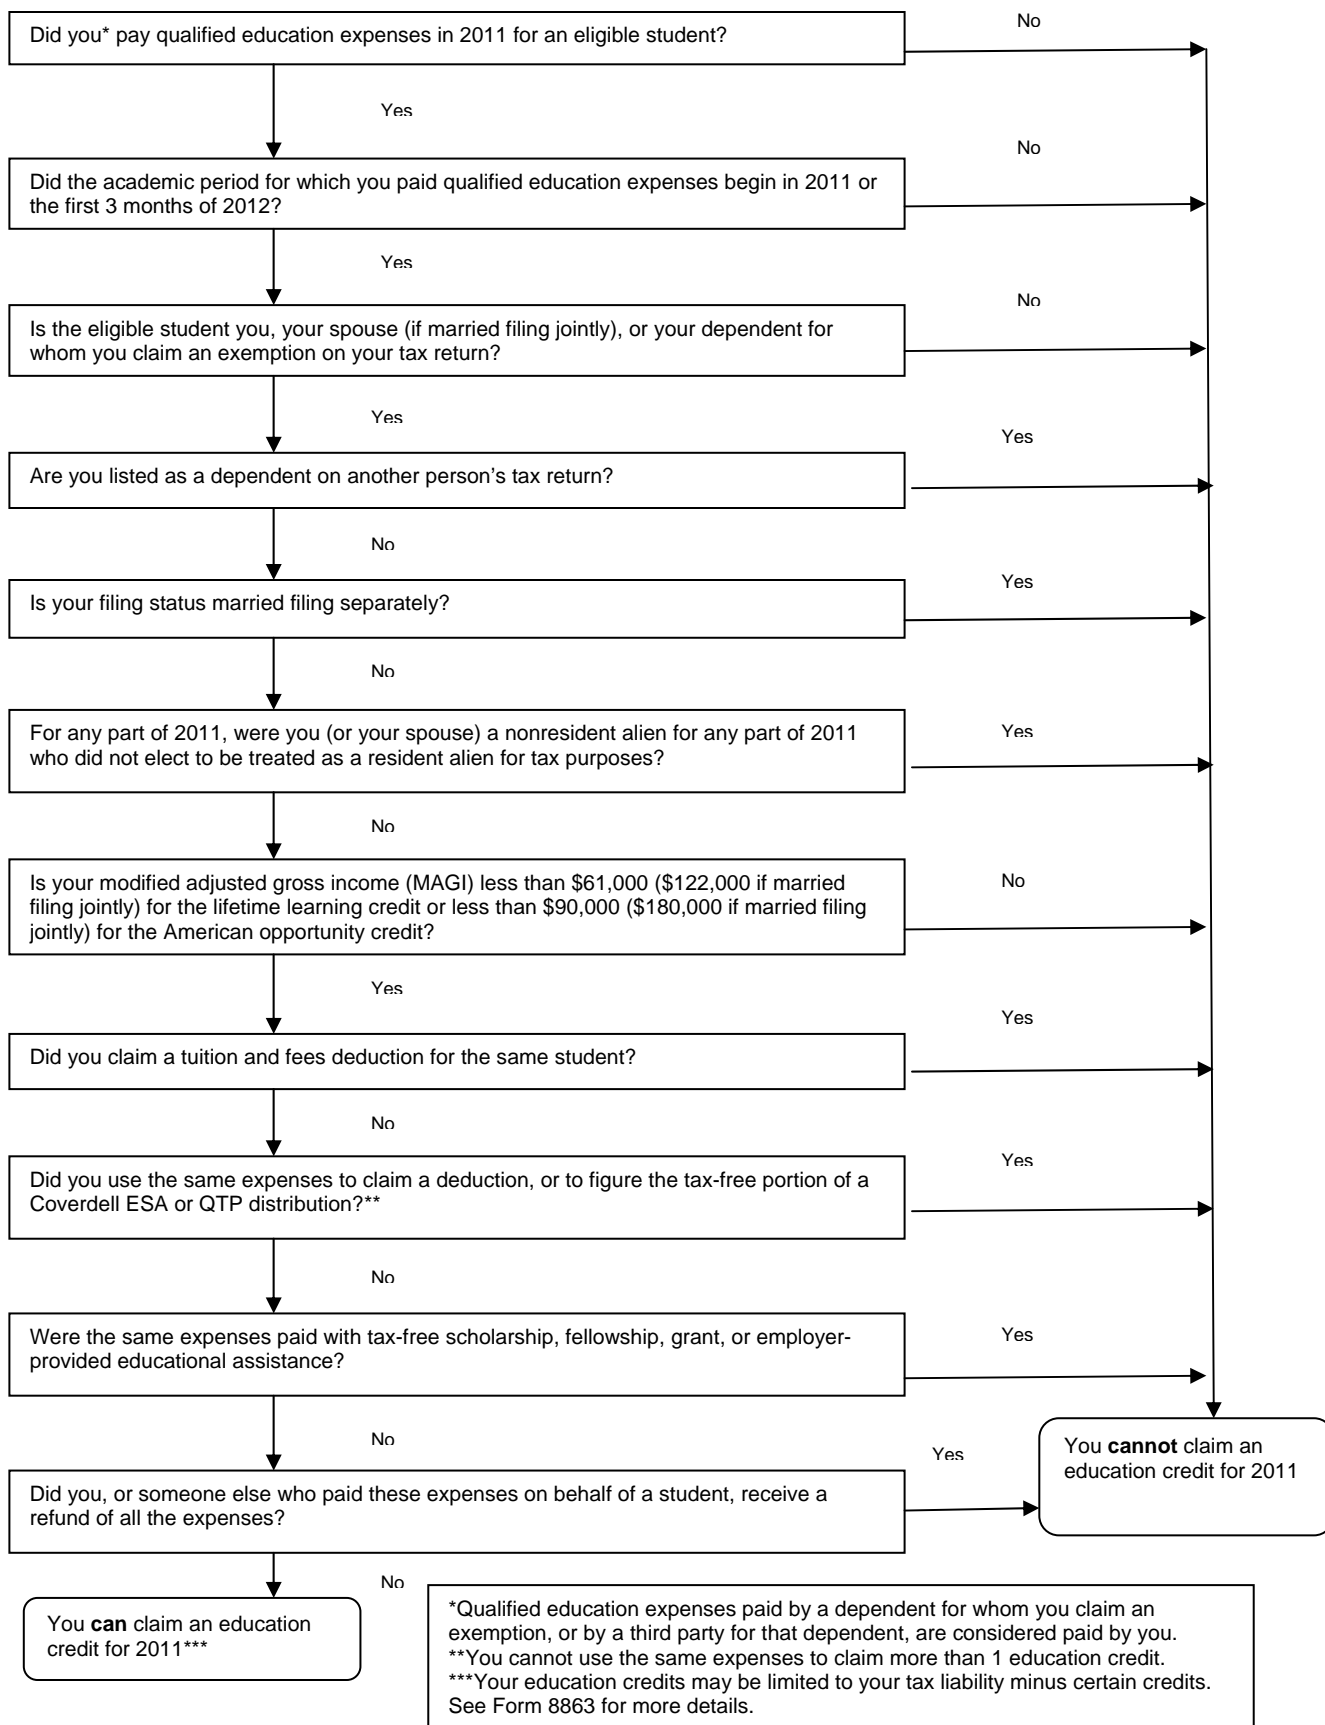 No
Did you* pay qualified education expenses in 2011 for an eligible student?
Yes
No
Did the academic period for which you paid qualified education expenses begin in 2011 or
the first 3 months of 2012?
Yes
No
Is the eligible student you, your spouse (if married filing jointly), or your dependent for
whom you claim an exemption on your tax return?
Yes
Yes
Are you listed as a dependent on another person’s tax return?
No
Yes
Is your filing status married filing separately?
No
Yes
For any part of 2011, were you (or your spouse) a nonresident alien for any part of 2011
who did not elect to be treated as a resident alien for tax purposes?
No
No
Is your modified adjusted gross income (MAGI) less than $61,000 ($122,000 if married
filing jointly) for the lifetime learning credit or less than $90,000 ($180,000 if married filing
jointly) for the American opportunity credit?
Yes
Yes
Did you claim a tuition and fees deduction for the same student?
No
Yes
Did you use the same expenses to claim a deduction, or to figure the tax-free portion of a
Coverdell ESA or QTP distribution?**
No
Yes
Were the same expenses paid with tax-free scholarship, fellowship, grant, or employer-
provided educational assistance?
No
Yes
You cannot claim an
education credit for 2011
Did you, or someone else who paid these expenses on behalf of a student, receive a
refund of all the expenses?
No
You can claim an education
credit for 2011***
*Qualified education expenses paid by a dependent for whom you claim an
exemption, or by a third party for that dependent, are considered paid by you.
**You cannot use the same expenses to claim more than 1 education credit.
***Your education credits may be limited to your tax liability minus certain credits.
See Form 8863 for more details.